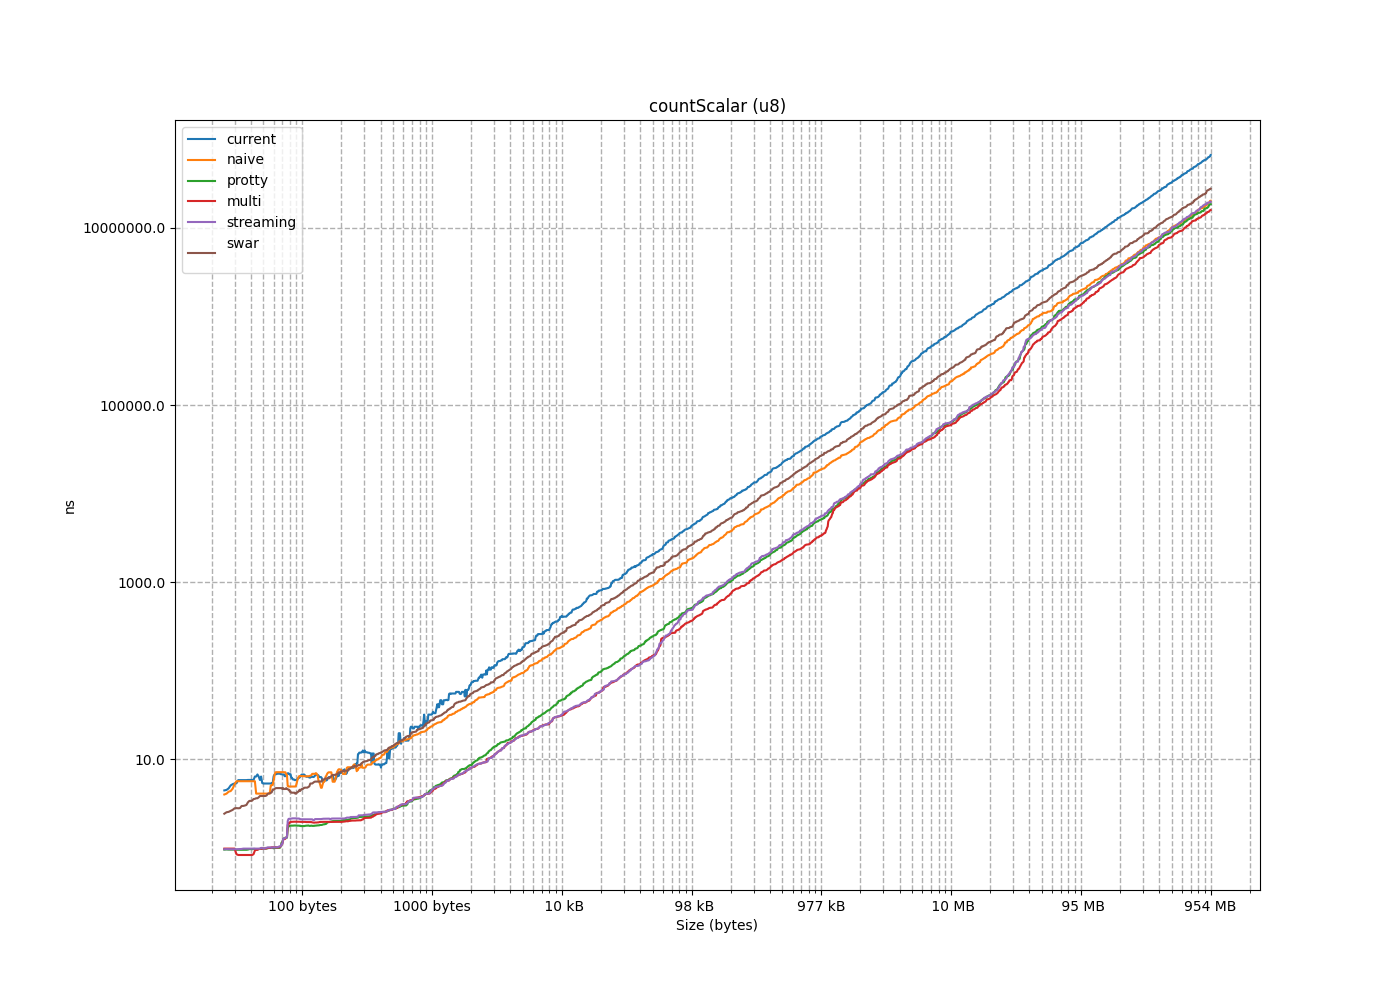 countScalar (u8)
current
naive
protty
multi
streaming
swar
10000000.0
100000.0
1000.0
10.0
ns
100 bytes 1000 bytes 10 kB 98 kB 977 kB 10 MB 95 MB 954 MB
Size (bytes)